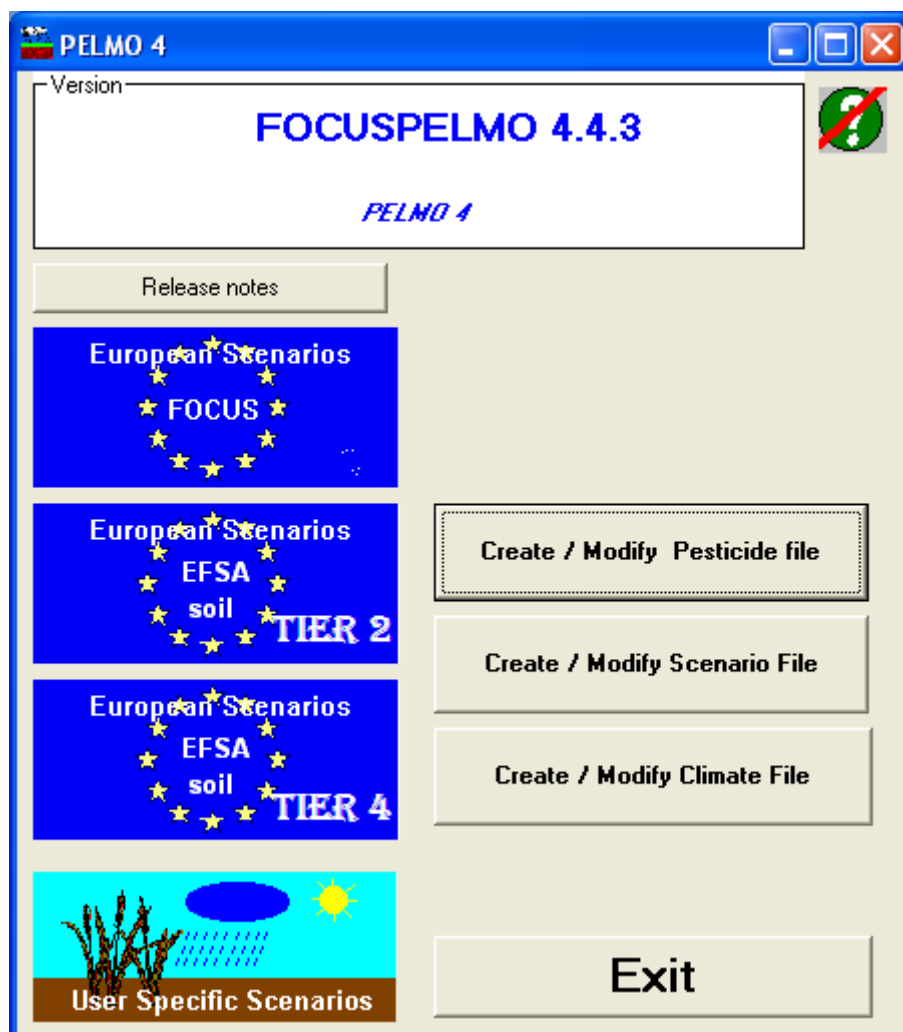 PELMO 4
Version
FOCUSPELMO 4.4.3
PELMO 4
Release notes
European Scenarios
FOCUS
European Scenarios
EFSA
soil
TIER 2
Create / Modify  Pesticide file
Create / Modify Scenario File
European Scenarios
EFSA
soil
TIER 4
Create / Modify Climate File
User Specific Scenarios
Exit